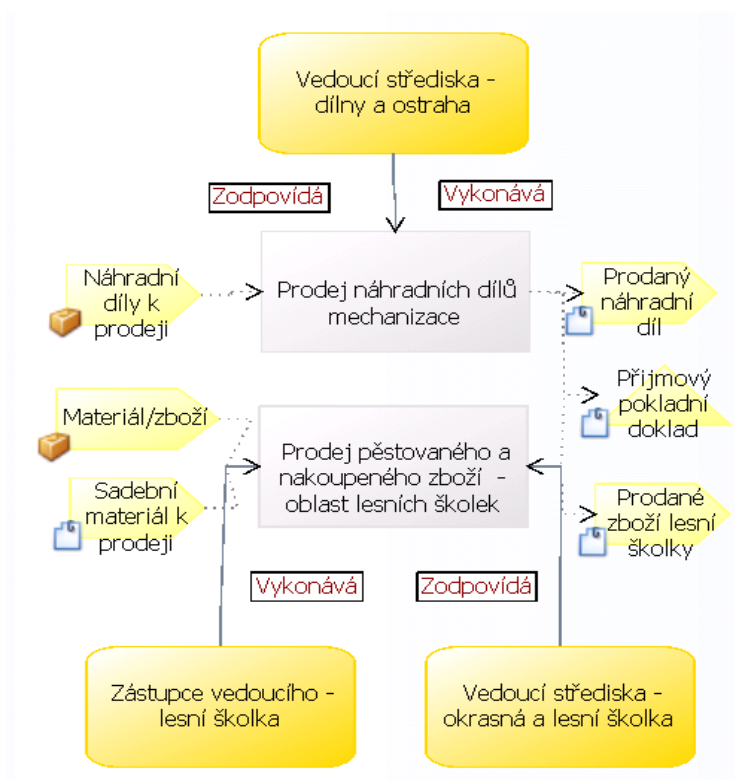 Vedoucí střediska -
dílny a ostraha
Zodpovídá
Vykonává
Náhradní
díly k
prodeji
Prodej náhradních dílů
mechanizace
Prodaný
náhradní
díl
Přijmový
pokladní
doklad
Materiál/zboží
Prodej pěstovaného a
nakoupeného zboží -
oblast lesních školek
Sadební
materiál k
prodeji
Prodané
zboží lesní
školky
Vykonává
Zodpovídá
Zástupce vedoucího -
lesní školka
Vedoucí střediska -
okrasná a lesní školka